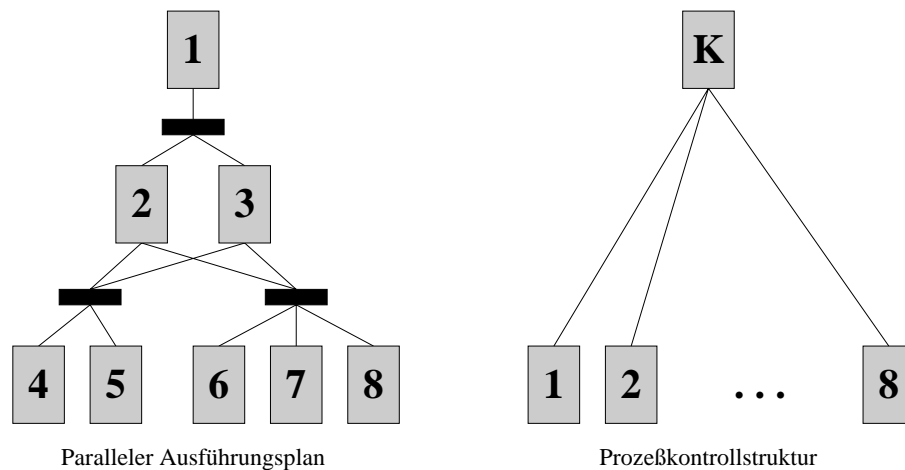 1
K
2 3
4 5 6 7 8
1 2 . . . 8
Paralleler Ausführungsplan
Prozeßkontrollstruktur